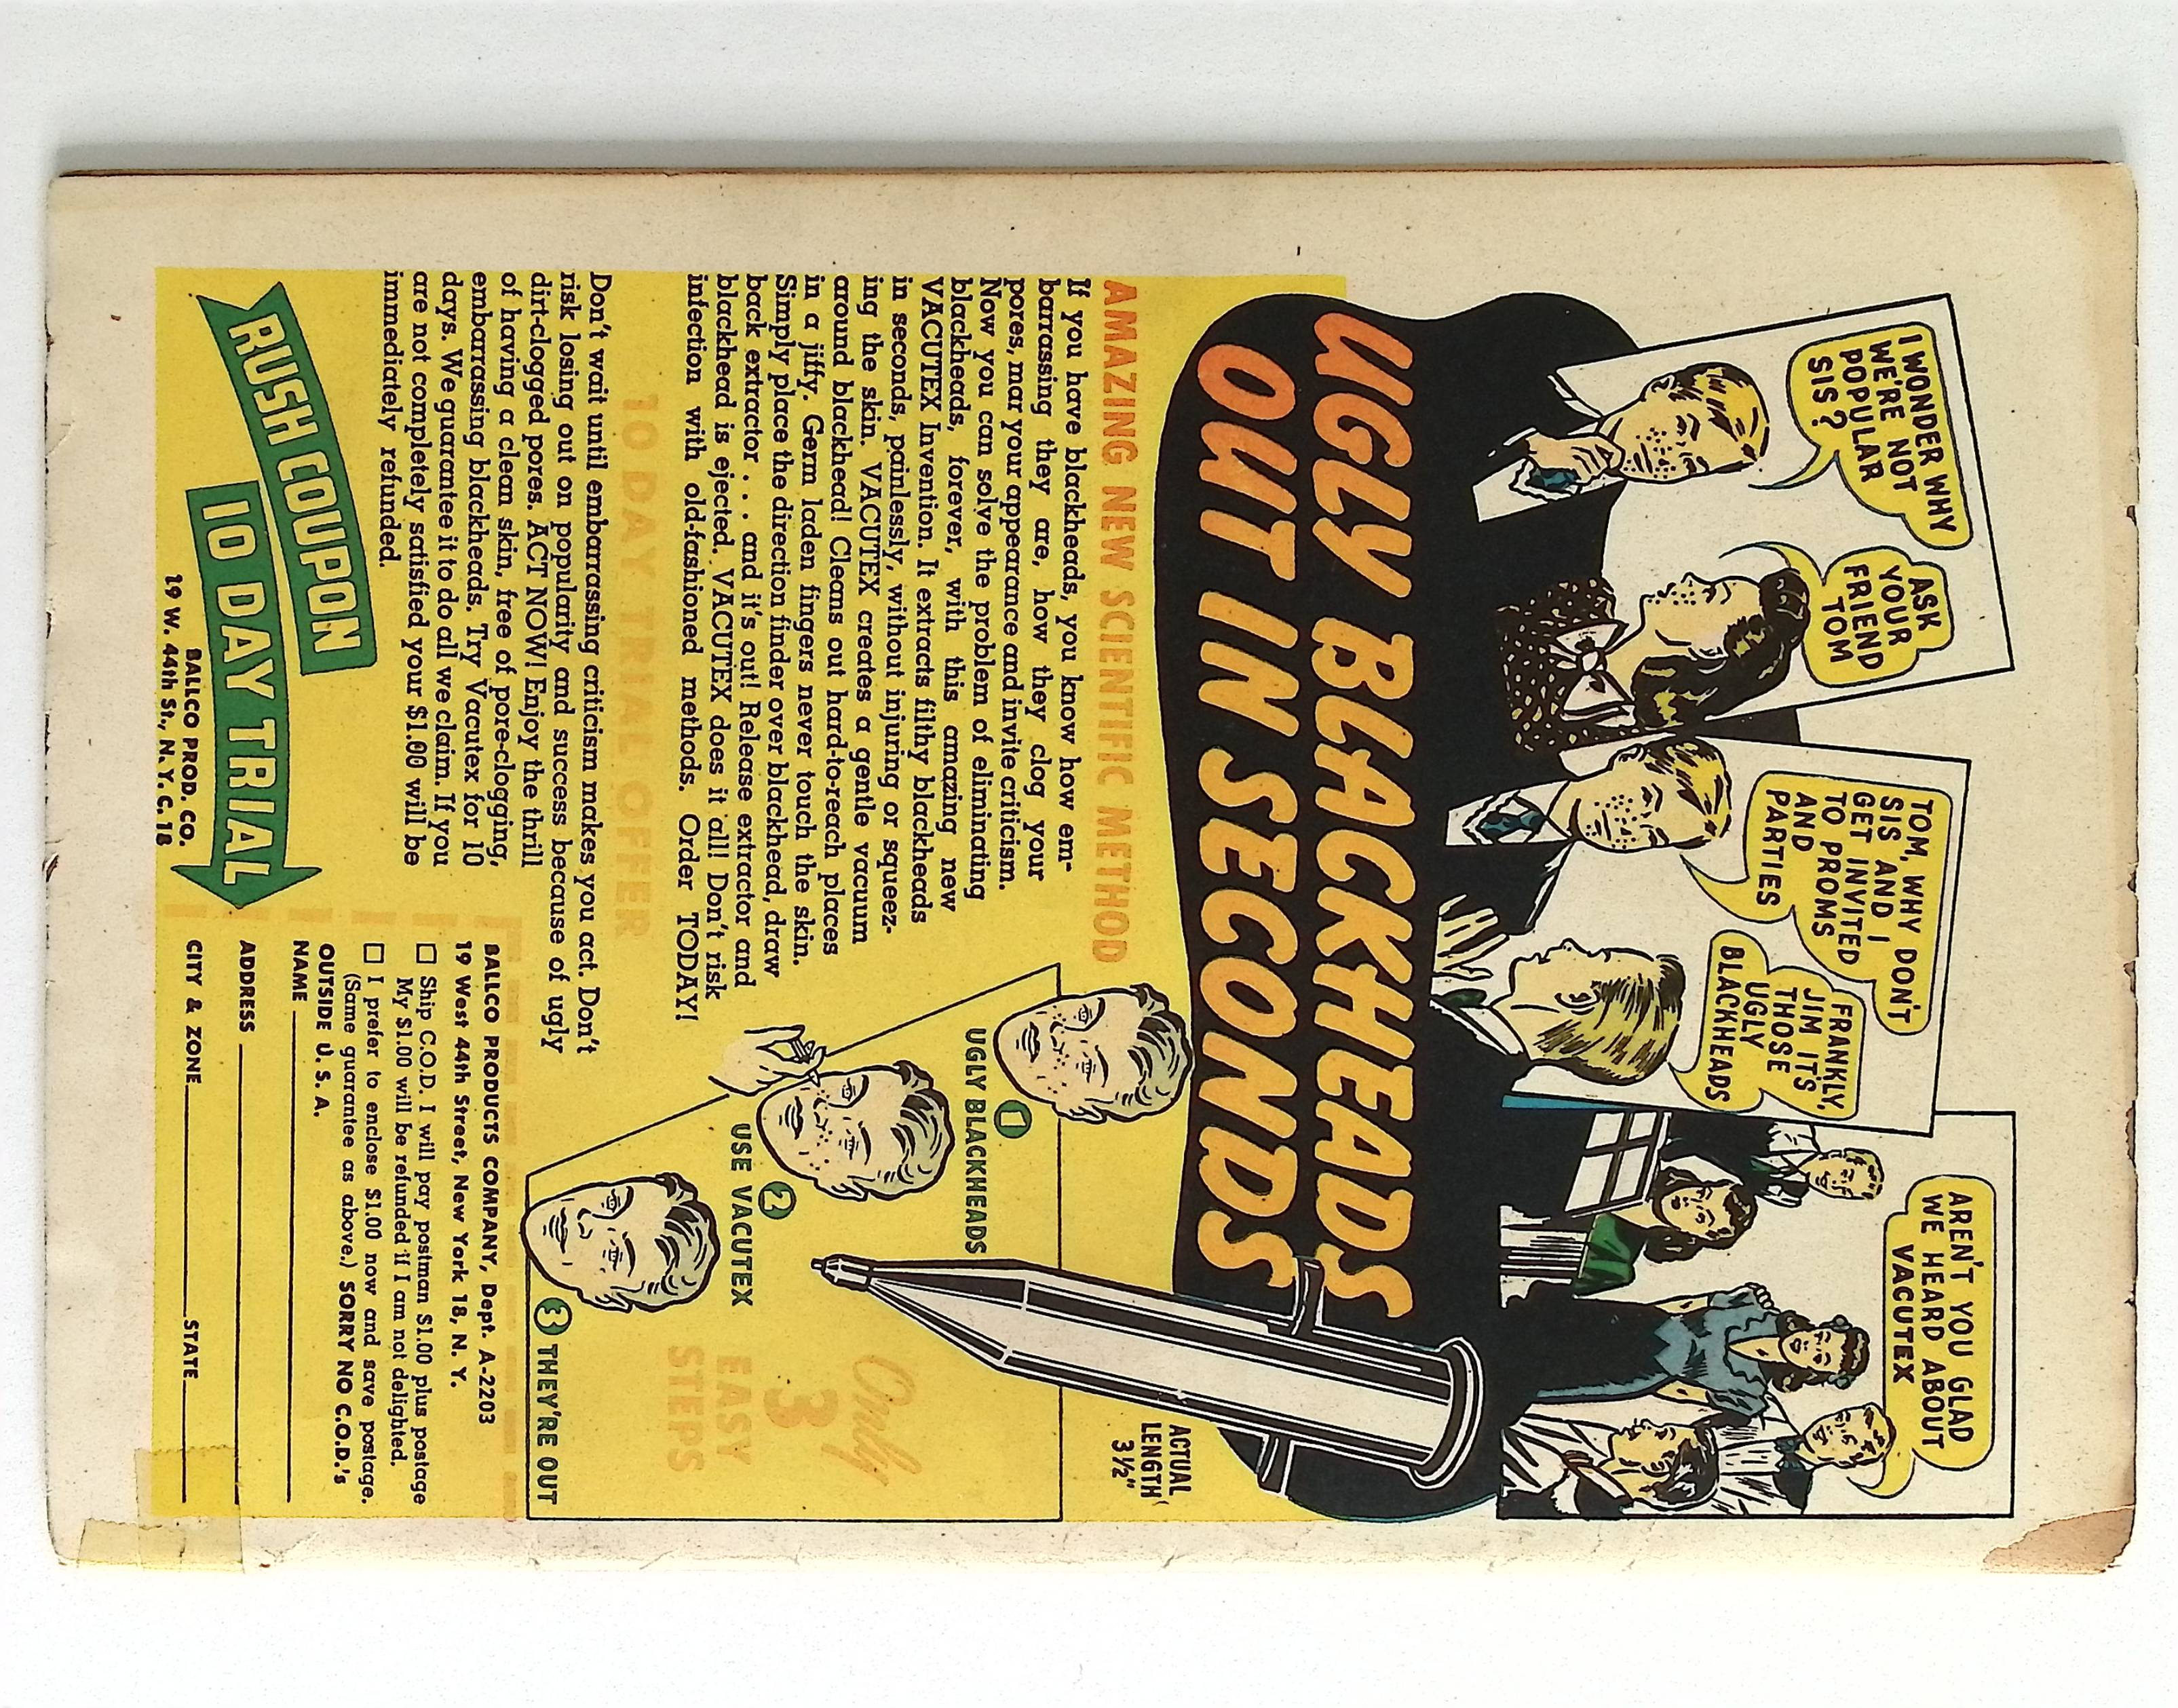 I WONDER WHY
WE'RE NOT
POPULAR
SIS?
ASK
YOUR
FRIEND
TOM
TOM, WHY DON'T
SIS AND I
GET INVITED
TO PROMS
AND
PARTIES
FRANKLY,
JIM IT'S
THOSE
UGLY
BLACKHEADS
AREN'T YOU GLAD
WE HEARD ABOUT
VACUTEX
UGLY BLACKHEADS
OUT IN SECONDS
ACTUAL
LENGTH
3½"
AMAZING NEW SCIENTIFIC METHOD
If you have blackheads, you know how em-
barrassing they are, how they clog your
pores, mar your appearance and invite criticism.
Now you can solve the problem of eliminating
blackheads, forever, with this amazing new
VACUTEX Invention. It extracts filthy blackheads
in seconds, painlessly, without injuring or squeez-
ing the skin. VACUTEX creates a gentle vacuum
around blackhead! Cleans out hard-to-reach places
in a jiffy. Germ laden fingers never touch the skin.
Simply place the direction finder over blackhead, draw
back extractor . . . and it's out! Release extractor and
blackhead is ejected. VACUTEX does it all! Don't risk
infection with old-fashioned methods. Order TODAY!
10 DAY TRIAL OFFER
Don't wait until embarrassing criticism makes you act. Don't
risk losing out on popularity and success because of ugly
dirt-clogged pores. ACT NOW! Enjoy the thrill
of having a clean skin, free of pore-clogging,
embarrassing blackheads. Try Vacutex for 10
days. We guarantee it to do all we claim. If you
are not completely satisfied your $1.00 will be
immediately refunded.
1
UGLY BLACKHEADS
2
USE VACUTEX
3 THEY'RE OUT
Only
3
EASY
STEPS
RUSH COUPON
10 DAY TRIAL
BALLCO PROD. CO.
19 W. 44th St., N. Y. C. 18
BALLCO PRODUCTS COMPANY, Dept. A-2203
19 West 44th Street, New York 18, N. Y.
□ Ship C.O.D. I will pay postman $1.00 plus postage
My $1.00 will be refunded if I am not delighted.
□ I prefer to enclose $1.00 now and save postage.
(Same guarantee as above.) SORRY NO C.O.D.'s
OUTSIDE U. S. A.
NAME
ADDRESS
CITY & ZONE STATE